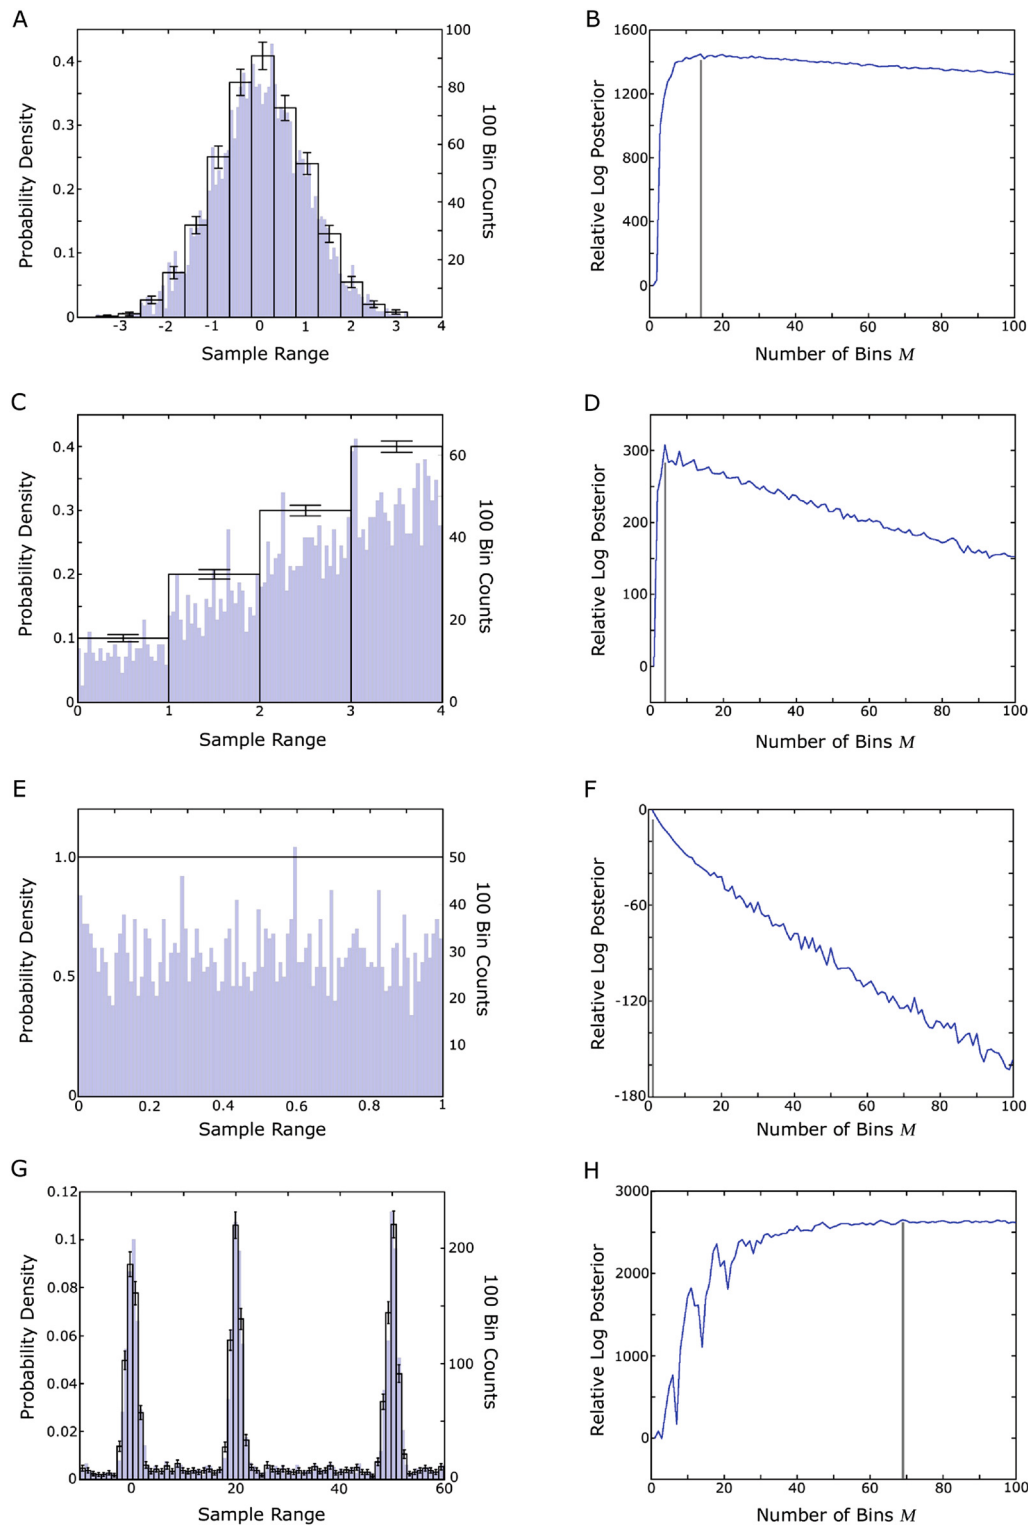 A
0.4
0.3
0.2
0.1
0
Probability Density
100
80
60
40
20
100 Bin Counts
-3 -2 -1 0 1 2 3 4
Sample Range
B
1600
1200
800
400
0
Relative Log Posterior
0 20 40 60 80 100
Number of Bins M
C
0.4
0.3
0.2
0.1
0
Probability Density
60
40
20
0
100 Bin Counts
0 1 2 3 4
Sample Range
D
300
200
100
0
Relative Log Posterior
0 20 40 60 80 100
Number of Bins M
E
1.0
0.5
0
Probability Density
50
40
30
20
10
100 Bin Counts
0 0.2 0.4 0.6 0.8 1
Sample Range
F
0
-60
-120
-180
Relative Log Posterior
0 20 40 60 80 100
Number of Bins M
G
0.12
0.1
0.08
0.06
0.04
0.02
0
Probability Density
200
100
0
100 Bin Counts
0 20 40 60
Sample Range
H
3000
2000
1000
0
Relative Log Posterior
0 20 40 60 80 100
Number of Bins M